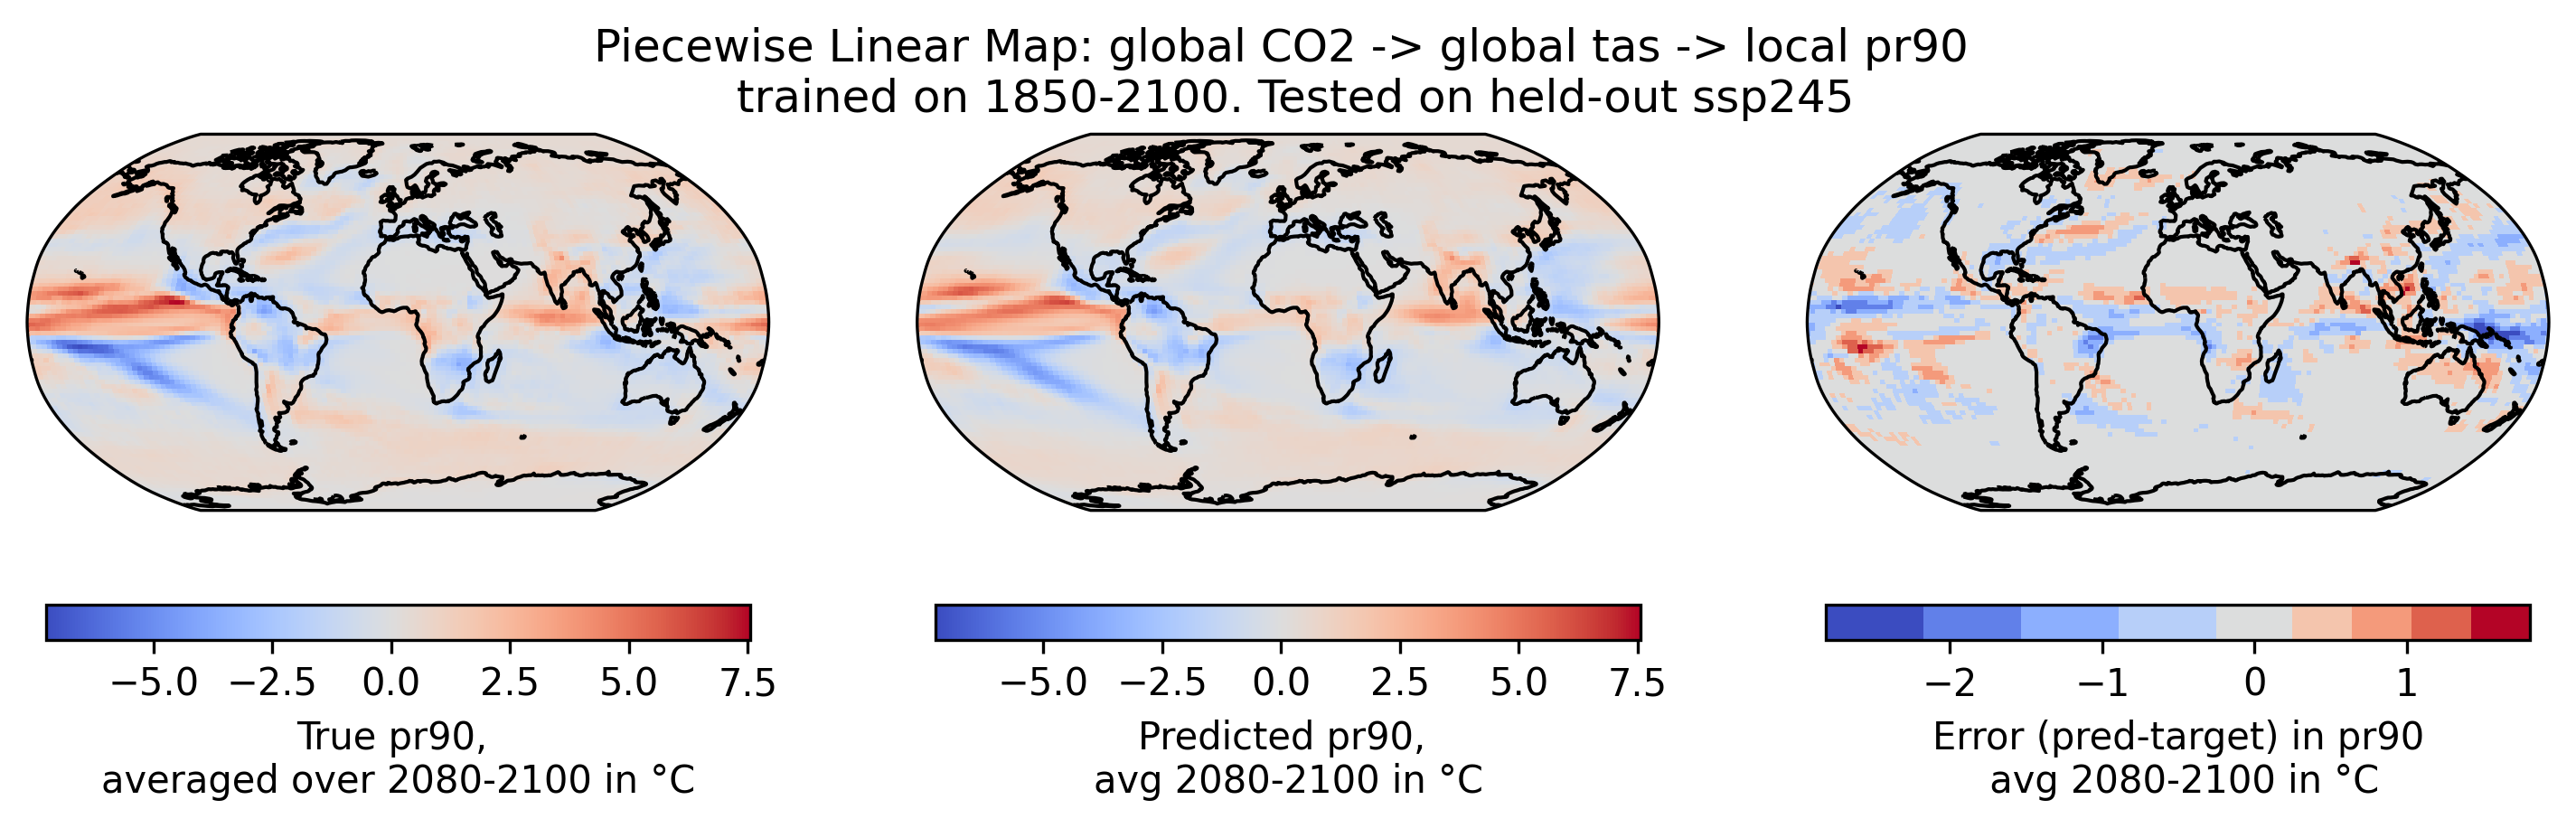 Piecewise Linear Map: global CO2 -> global tas -> local pr90
trained on 1850-2100. Tested on held-out ssp245
−5.0 −2.5 0.0 2.5 5.0 7.5
True pr90,
averaged over 2080-2100 in °C
−5.0 −2.5 0.0 2.5 5.0 7.5
Predicted pr90,
avg 2080-2100 in °C
−2 −1 0 1
Error (pred-target) in pr90
avg 2080-2100 in °C